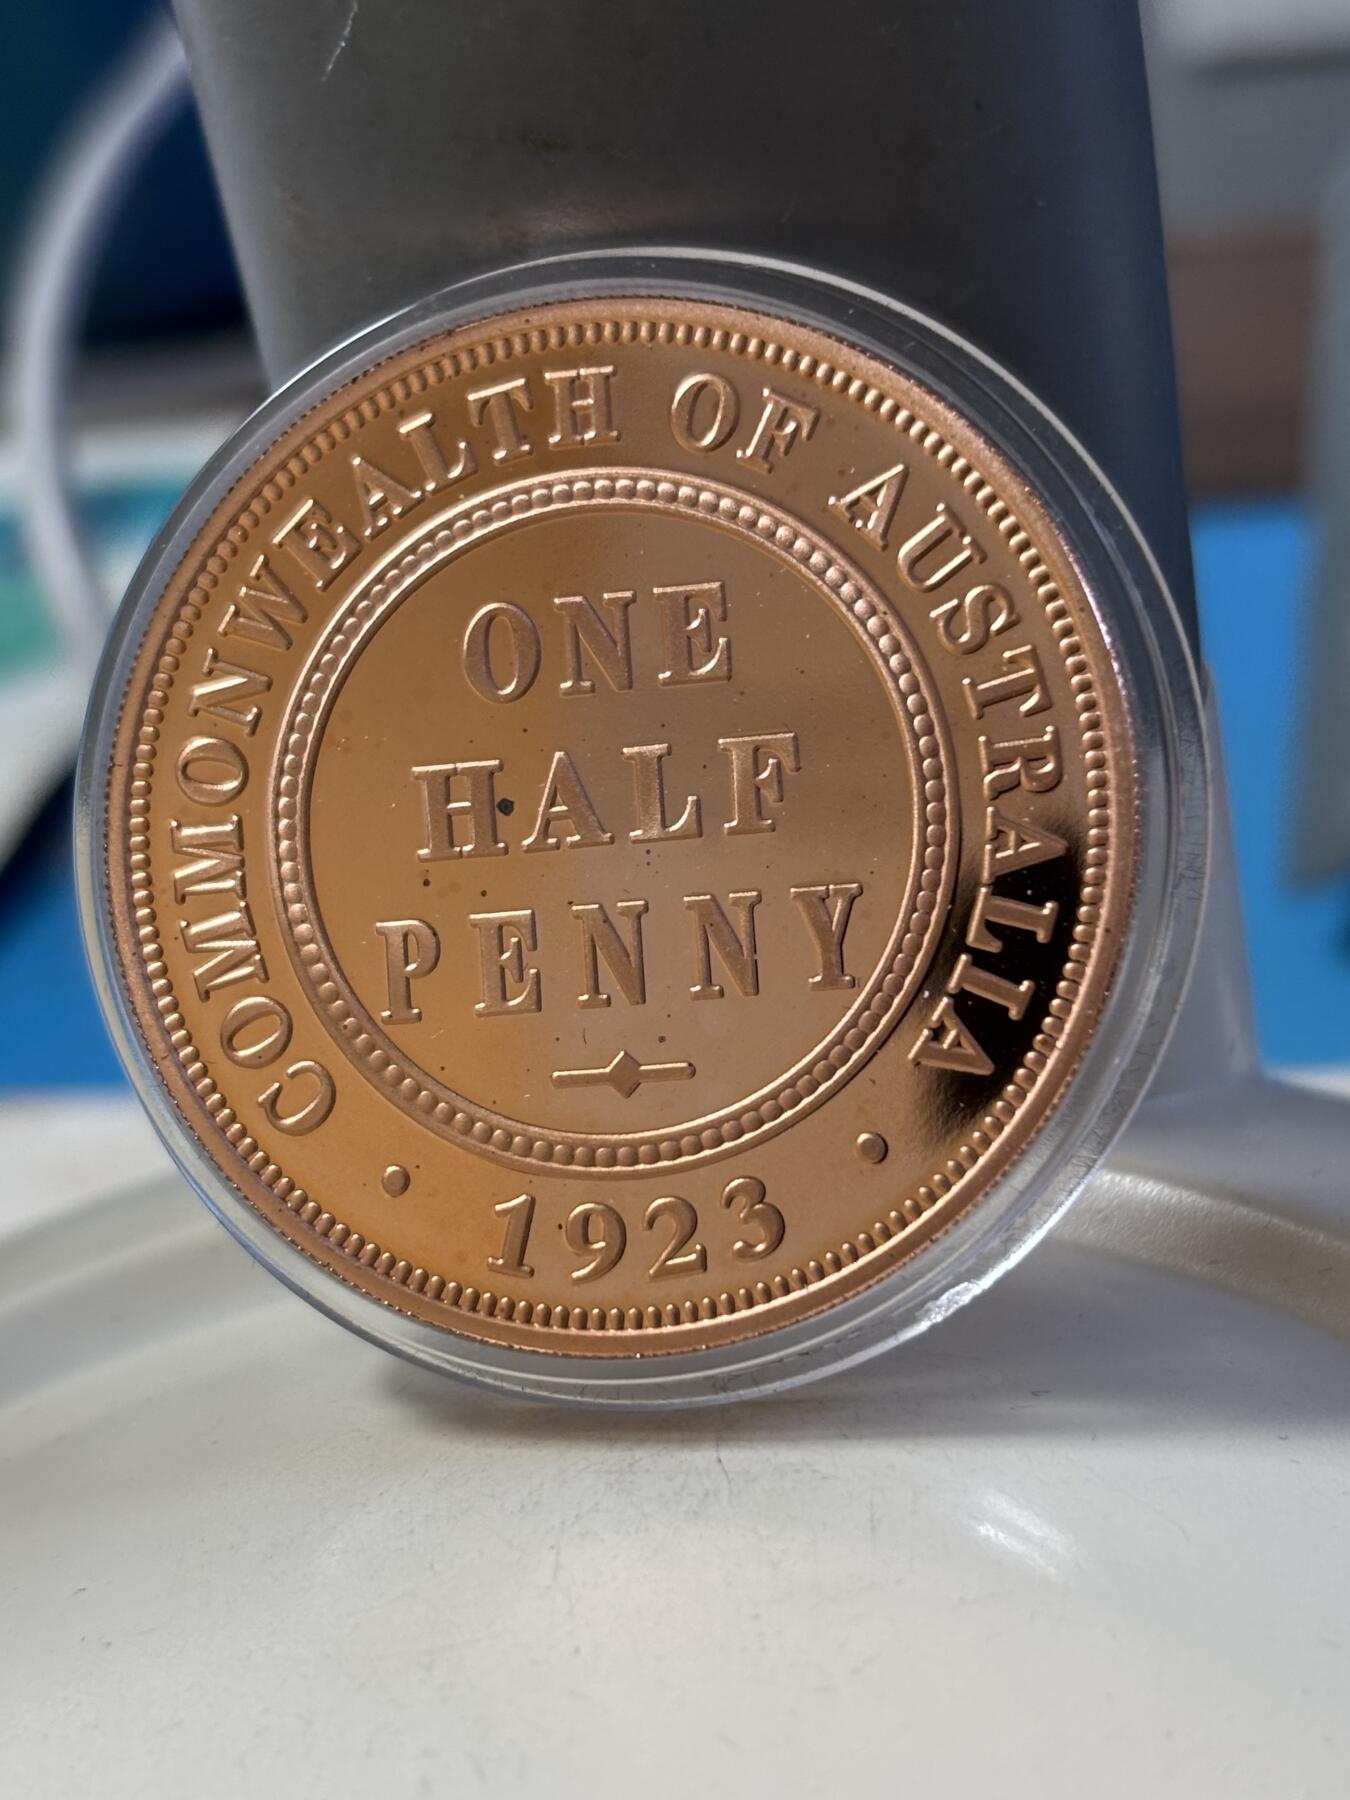 COMMONWEALTH OF AUSTRALIA
ONE
HALF
PENNY
• 1923 •